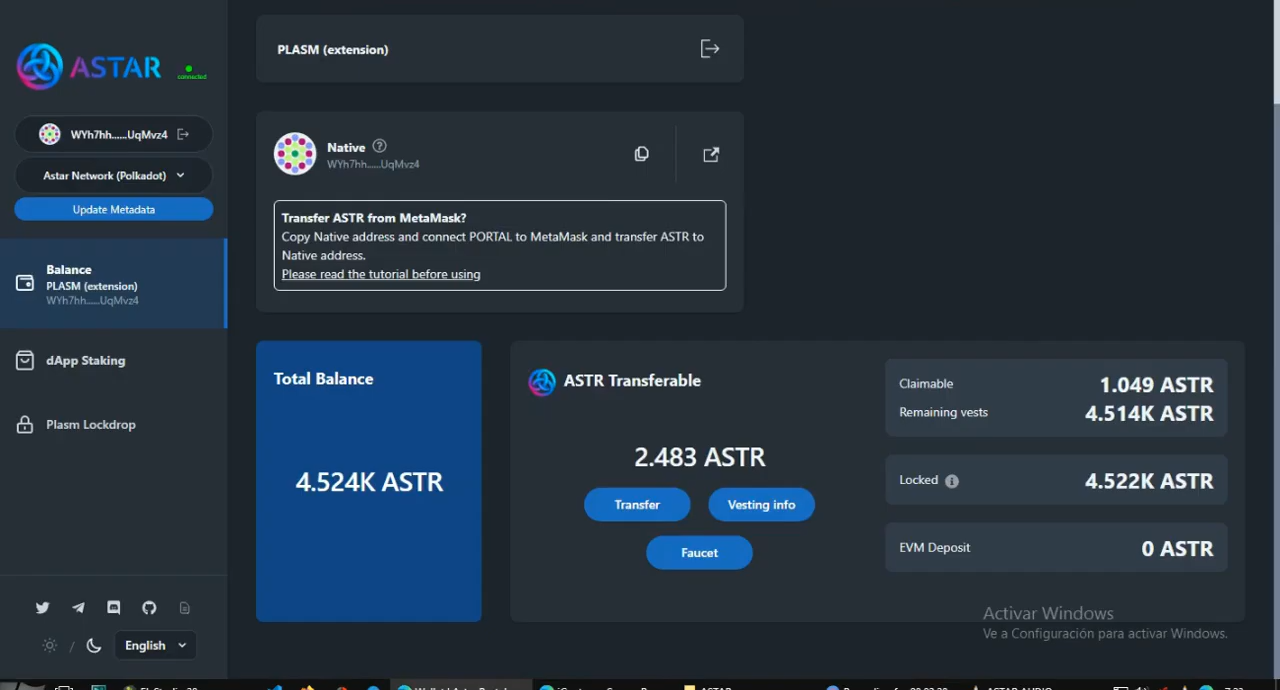 PLASM (extension)
ASTAR
connected
WYh7hh......UqMvz4
Astar Network (Polkadot)
Update Metadata
Balance
PLASM (extension)
WYh7hh......UqMvz4
dApp Staking
Plasm Lockdrop
English
Native
WYh7hh......UqMvz4
Transfer ASTR from MetaMask?
Copy Native address and connect PORTAL to MetaMask and transfer ASTR to
Native address.
Please read the tutorial before using
Total Balance
4.524K ASTR
ASTR Transferable
2.483 ASTR
Transfer
Vesting info
Faucet
Claimable
1.049 ASTR
Remaining vests
4.514K ASTR
Locked
4.522K ASTR
EVM Deposit
0 ASTR
Activar Windows
Ve a Configuración para activar Windows.